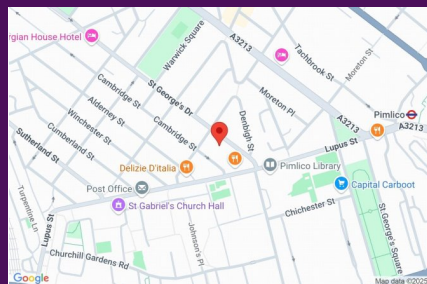 rgian House Hotel
Warwick Square
A3213
Tachbrook St
Moreton St
Cambridge St
St George's Dr
Moreton Pl
Alderney St
Winchester St
Cumberland St
Sutherland St
Cambridge St
Denbigh St
Pimlico
A3213
A3213
Lupus St
Delizie D'italia
Pimlico Library
Post Office
Capital Carboot
St Gabriel's Church Hall
Chichester St
Turpentine Ln
Lupus St
Johnson's Pl
St George's Square
Churchill Gardens Rd
Google
Map data ©2025